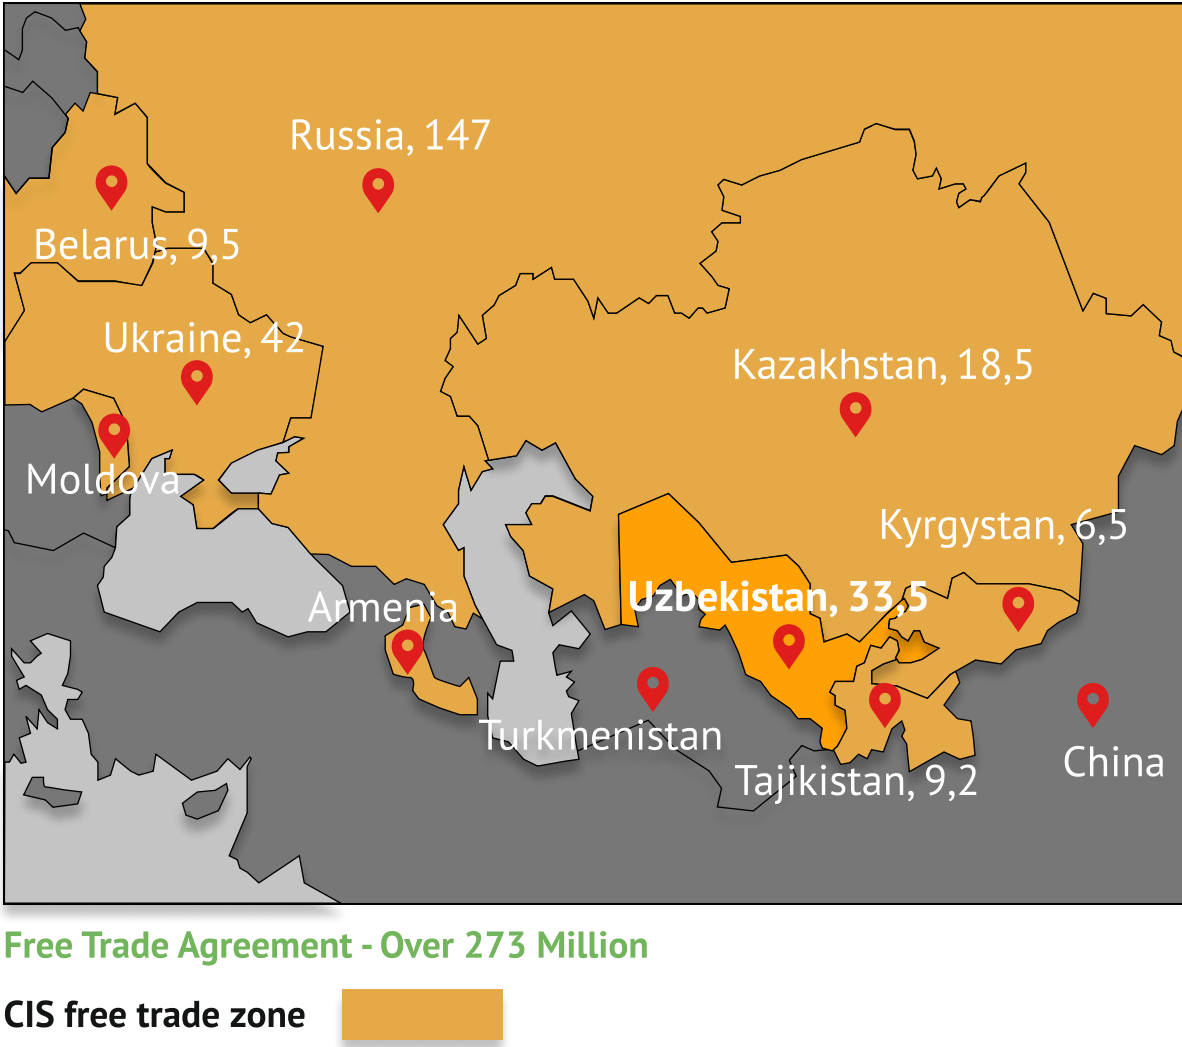 Russia, 147
Belarus, 9,5
Ukraine, 42
Kazakhstan, 18,5
Moldova
Kyrgystan, 6,5
Armenia
Uzbekistan, 33,5
Turkmenistan
Tajikistan, 9,2
China
Free Trade Agreement - Over 273 Million
CIS free trade zone